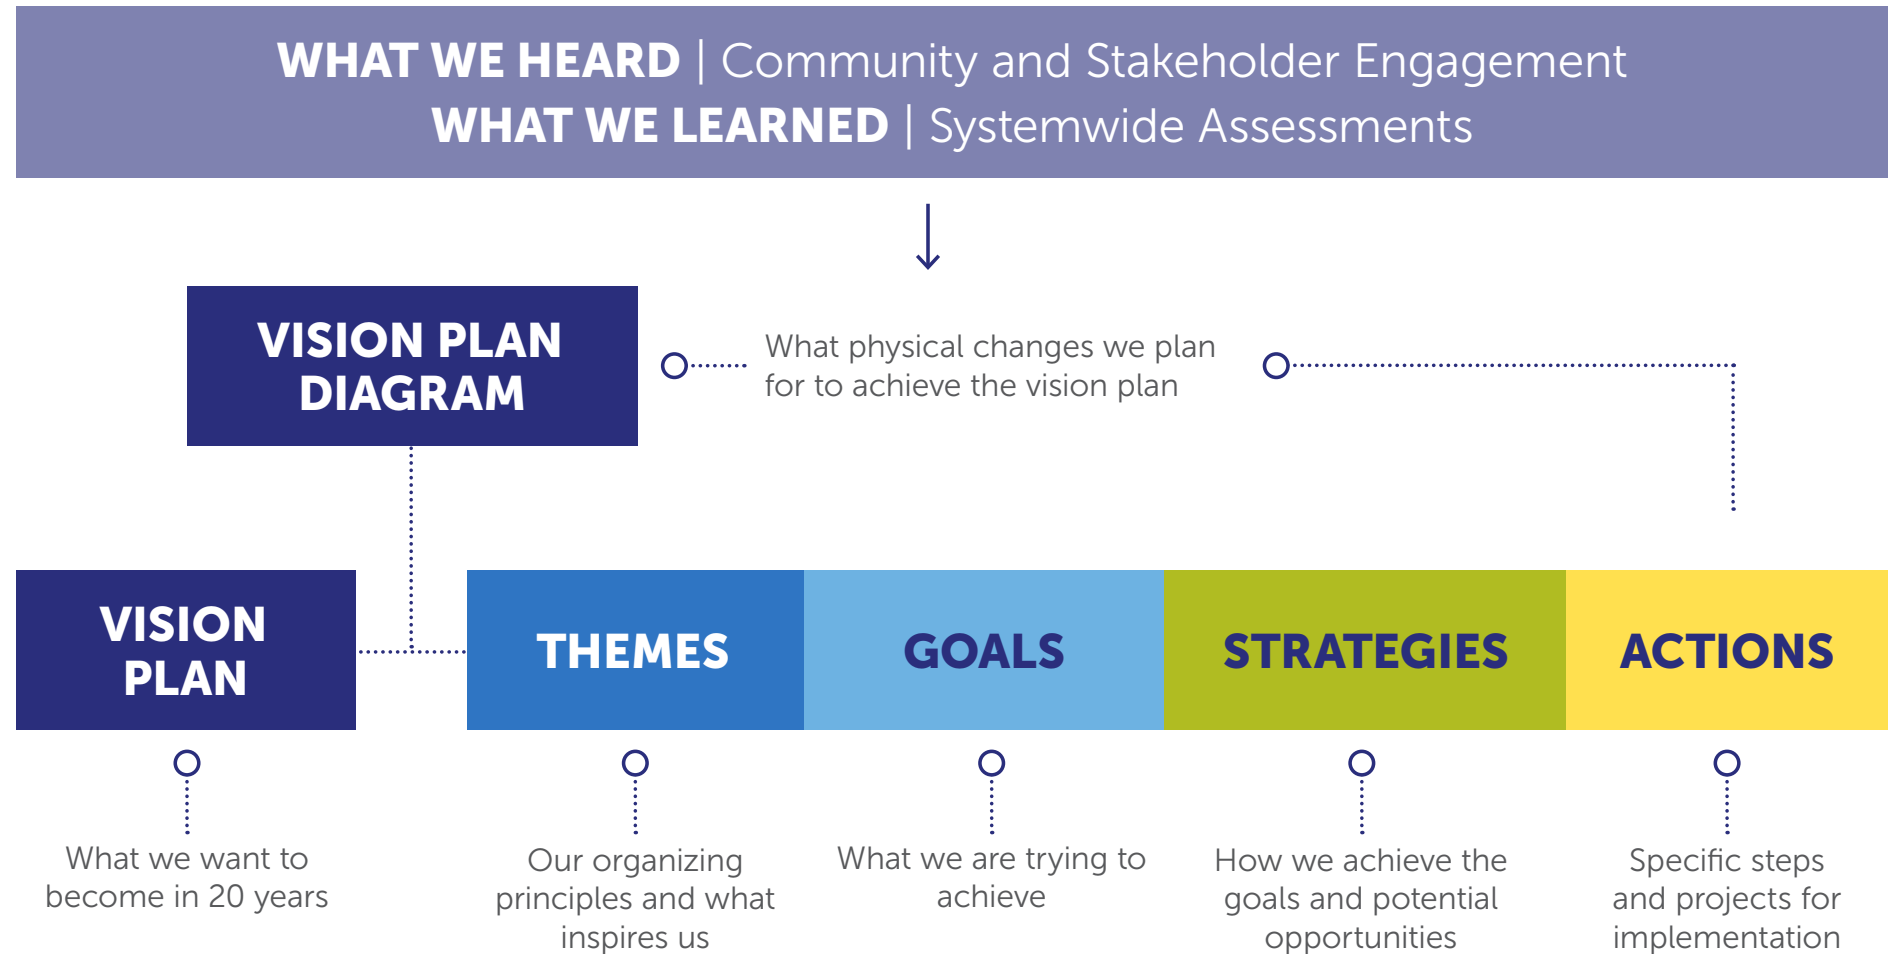 WHAT WE HEARD | Community and Stakeholder Engagement
WHAT WE LEARNED | Systemwide Assessments
VISION PLAN
DIAGRAM
What physical changes we plan
for to achieve the vision plan
VISION
PLAN
THEMES
GOALS
STRATEGIES
ACTIONS
What we want to
become in 20 years
Our organizing
principles and what
inspires us
What we are trying to
achieve
How we achieve the
goals and potential
opportunities
Specific steps
and projects for
implementation